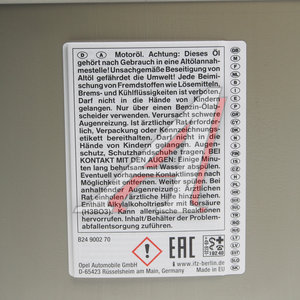 D A Motoröl. Achtung: Dieses Öl
gehört nach Gebrauch in eine Altölannah-
mestelle! Unsachgemäße Beseitigung von
Altöl gefährdet die Umwelt! Jede Beimi-
schung von Fremdstoffen wie Lösemitteln,
Brems- und Kühlflüssigkeiten ist verboten.
Darf nicht in die Hände von Kindern
gelangen. Nur über einen Benzin-Ölab-
scheider verwenden. Verursacht schwere
Augenreizung. Ist ärztlicher Rat erforder-
lich, Verpackung oder Kennzeichnungs-
etikett bereithalten. Darf nicht in die
Hände von Kindern gelangen. Augen-
schutz, Schutzhandschuhe tragen. BEI
KONTAKT MIT DEN AUGEN: Einige Minu-
ten lang behutsam mit Wasser ausspülen.
Eventuell vorhandene Kontaktlinsen nach
Möglichkeit entfernen. Weiter spülen. Bei
anhaltender Augenreizung: Ärztlichen
Rat einholen / ärztliche Hilfe hinzuziehen.
Enthält Alkalophoritriester mit Borsäure
(H3BO3). Kann allergische Reaktionen
hervorrufen. Inhalt/Behälter der Problem-
abfallentsorgung zuführen.
B24 9002 70
EAC
Opel Automobile GmbH
D-65423 Rüsselsheim am Main, Germany
www.ifz-berlin.de
Made in EU